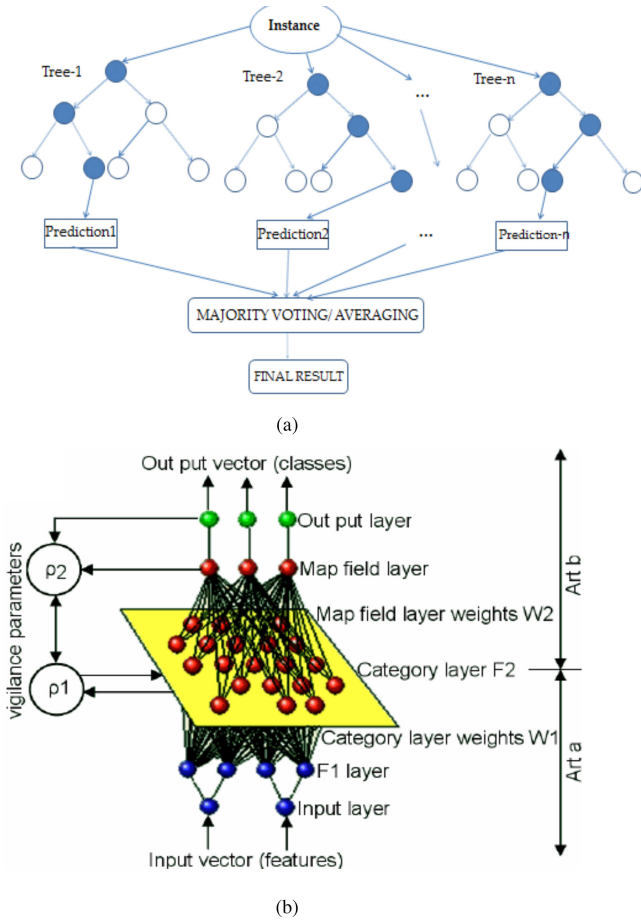 Instance
Tree-1
Tree-2
...
Tree-n
Prediction1
Prediction2
...
Prediction-n
MAJORITY VOTING/ AVERAGING
FINAL RESULT
(a)
Out put vector (classes)
Out put layer
ρ2
Map field layer
Art b
vigilance parameters
Map field layer weights W2
Category layer F2
ρ1
Category layer weights W1
F1 layer
Art a
Input layer
Input vector (features)
(b)